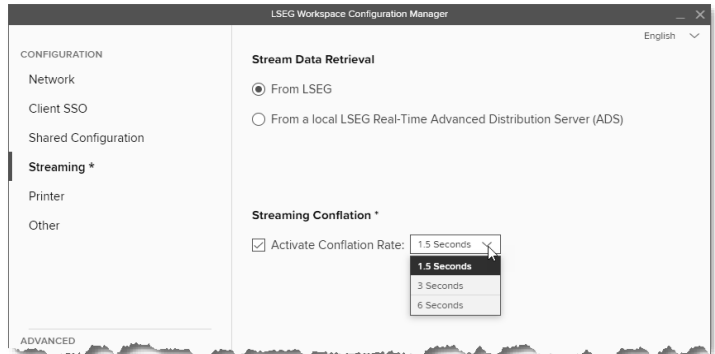 LSEG Workspace Configuration Manager
English
CONFIGURATION
Network
Client SSO
Shared Configuration
Streaming *
Printer
Other
ADVANCED
Stream Data Retrieval
From LSEG
From a local LSEG Real-Time Advanced Distribution Server (ADS)
Streaming Conflation *
Activate Conflation Rate: 1.5 Seconds
1.5 Seconds
3 Seconds
6 Seconds